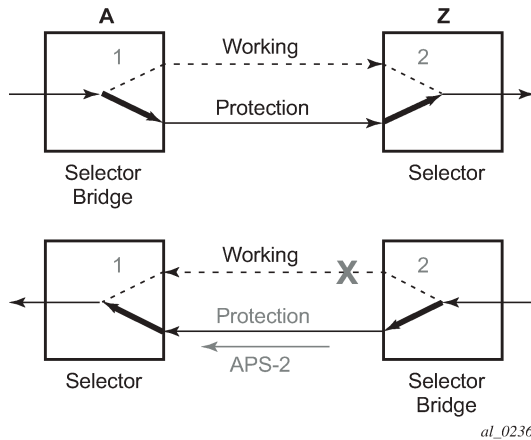 A
Z
1
Working
2
Protection
Selector
Bridge
Selector
1
Working
X
2
Protection
APS-2
Selector
Selector
Bridge
al_0236